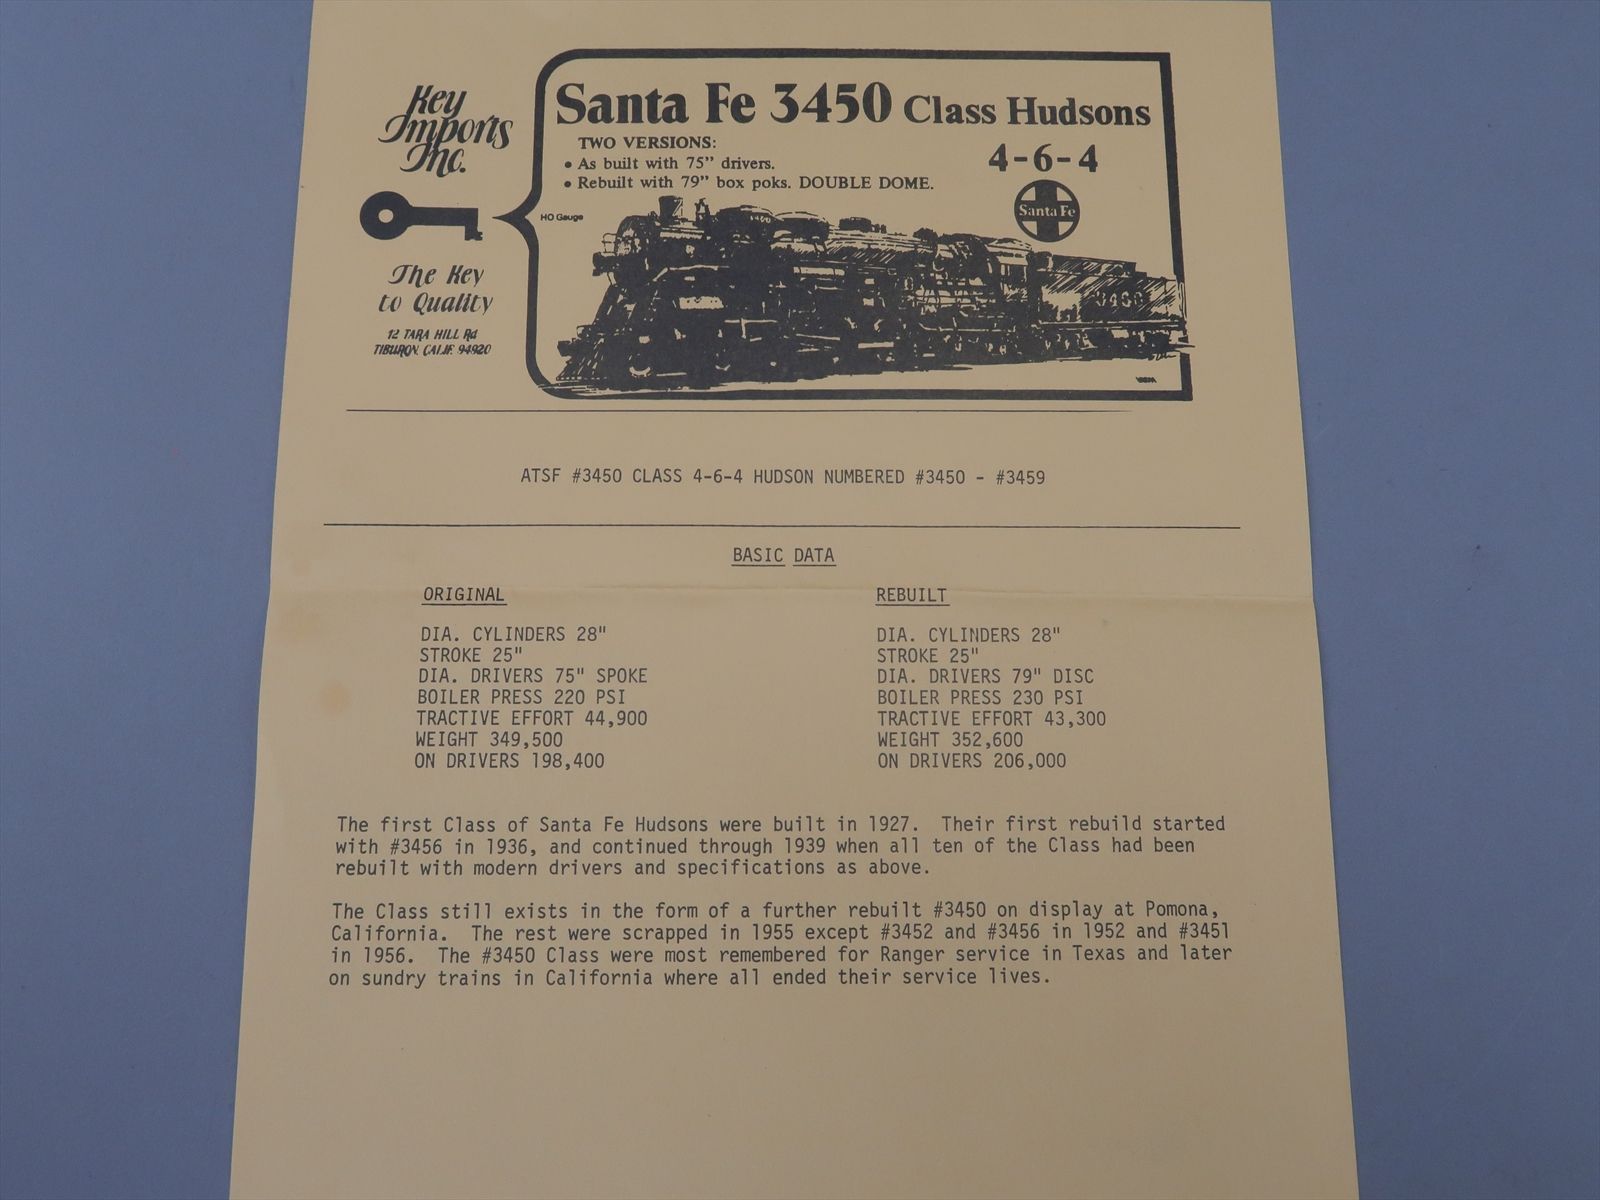 Key
Imports
Inc.
The Key
to Quality
12 TARA HILL Rd
TIBURON, CALIF. 94920
Santa Fe 3450 Class Hudsons
TWO VERSIONS:
• As built with 75” drivers.
• Rebuilt with 79” box poks. DOUBLE DOME.
4-6-4
Santa Fe
HO Gauge
3450
ATSF #3450 CLASS 4-6-4 HUDSON NUMBERED #3450 - #3459
BASIC DATA
ORIGINAL
DIA. CYLINDERS 28"
STROKE 25"
DIA. DRIVERS 75" SPOKE
BOILER PRESS 220 PSI
TRACTIVE EFFORT 44,900
WEIGHT 349,500
ON DRIVERS 198,400
REBUILT
DIA. CYLINDERS 28"
STROKE 25"
DIA. DRIVERS 79" DISC
BOILER PRESS 230 PSI
TRACTIVE EFFORT 43,300
WEIGHT 352,600
ON DRIVERS 206,000
The first Class of Santa Fe Hudsons were built in 1927. Their first rebuild started
with #3456 in 1936, and continued through 1939 when all ten of the Class had been
rebuilt with modern drivers and specifications as above.
The Class still exists in the form of a further rebuilt #3450 on display at Pomona,
California. The rest were scrapped in 1955 except #3452 and #3456 in 1952 and #3451
in 1956. The #3450 Class were most remembered for Ranger service in Texas and later
on sundry trains in California where all ended their service lives.